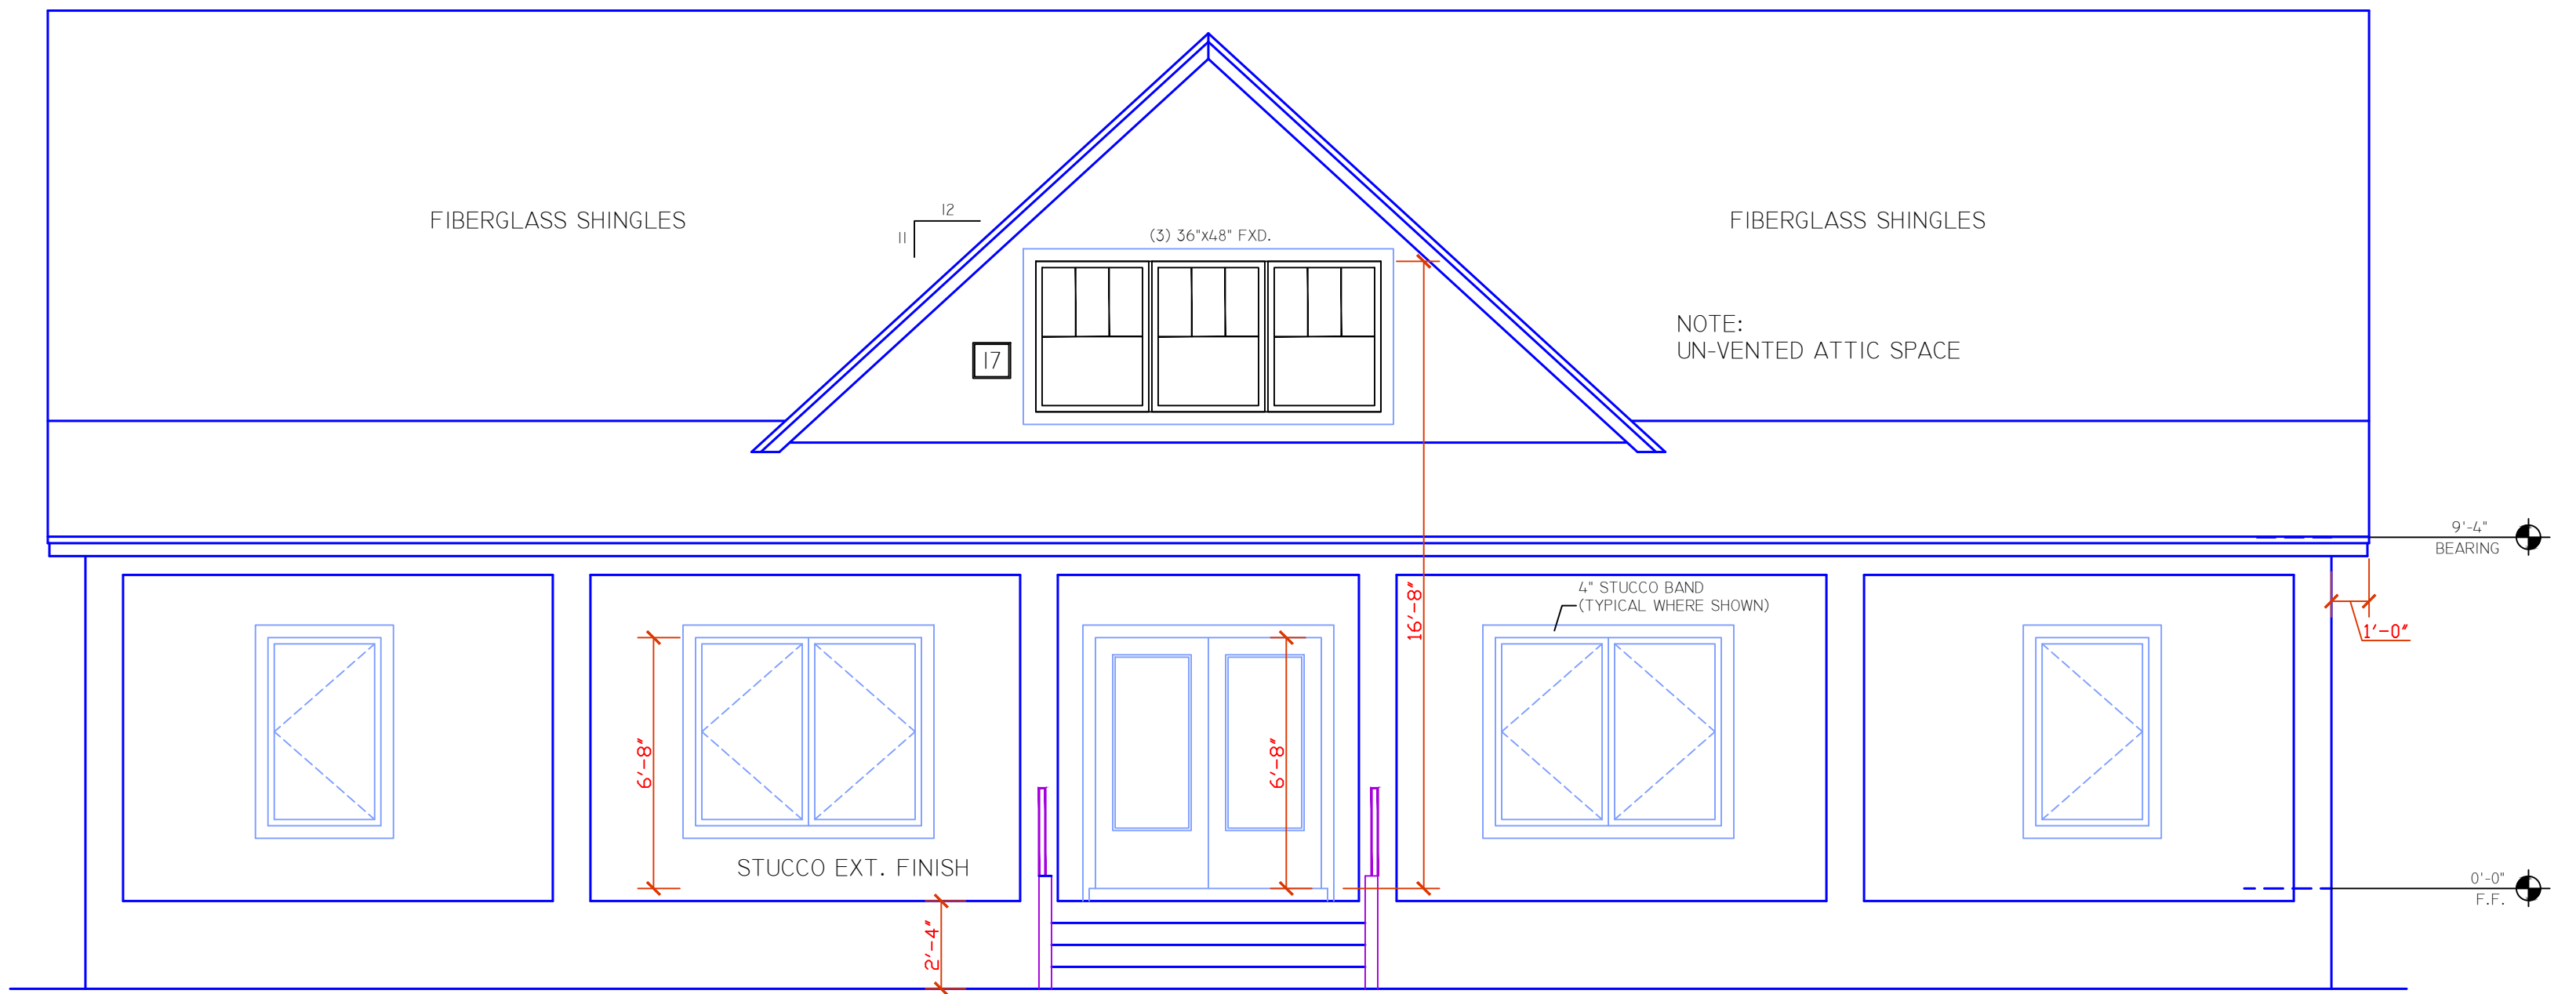 FIBERGLASS SHINGLES
12
11
(3) 36"x48" FXD.
FIBERGLASS SHINGLES
NOTE:
UN-VENTED ATTIC SPACE
17
9'-4"
BEARING
4" STUCCO BAND
(TYPICAL WHERE SHOWN)
16'-8"
1'-0"
6'-8"
6'-8"
STUCCO EXT. FINISH
0'-0"
F.F.
2'-4"